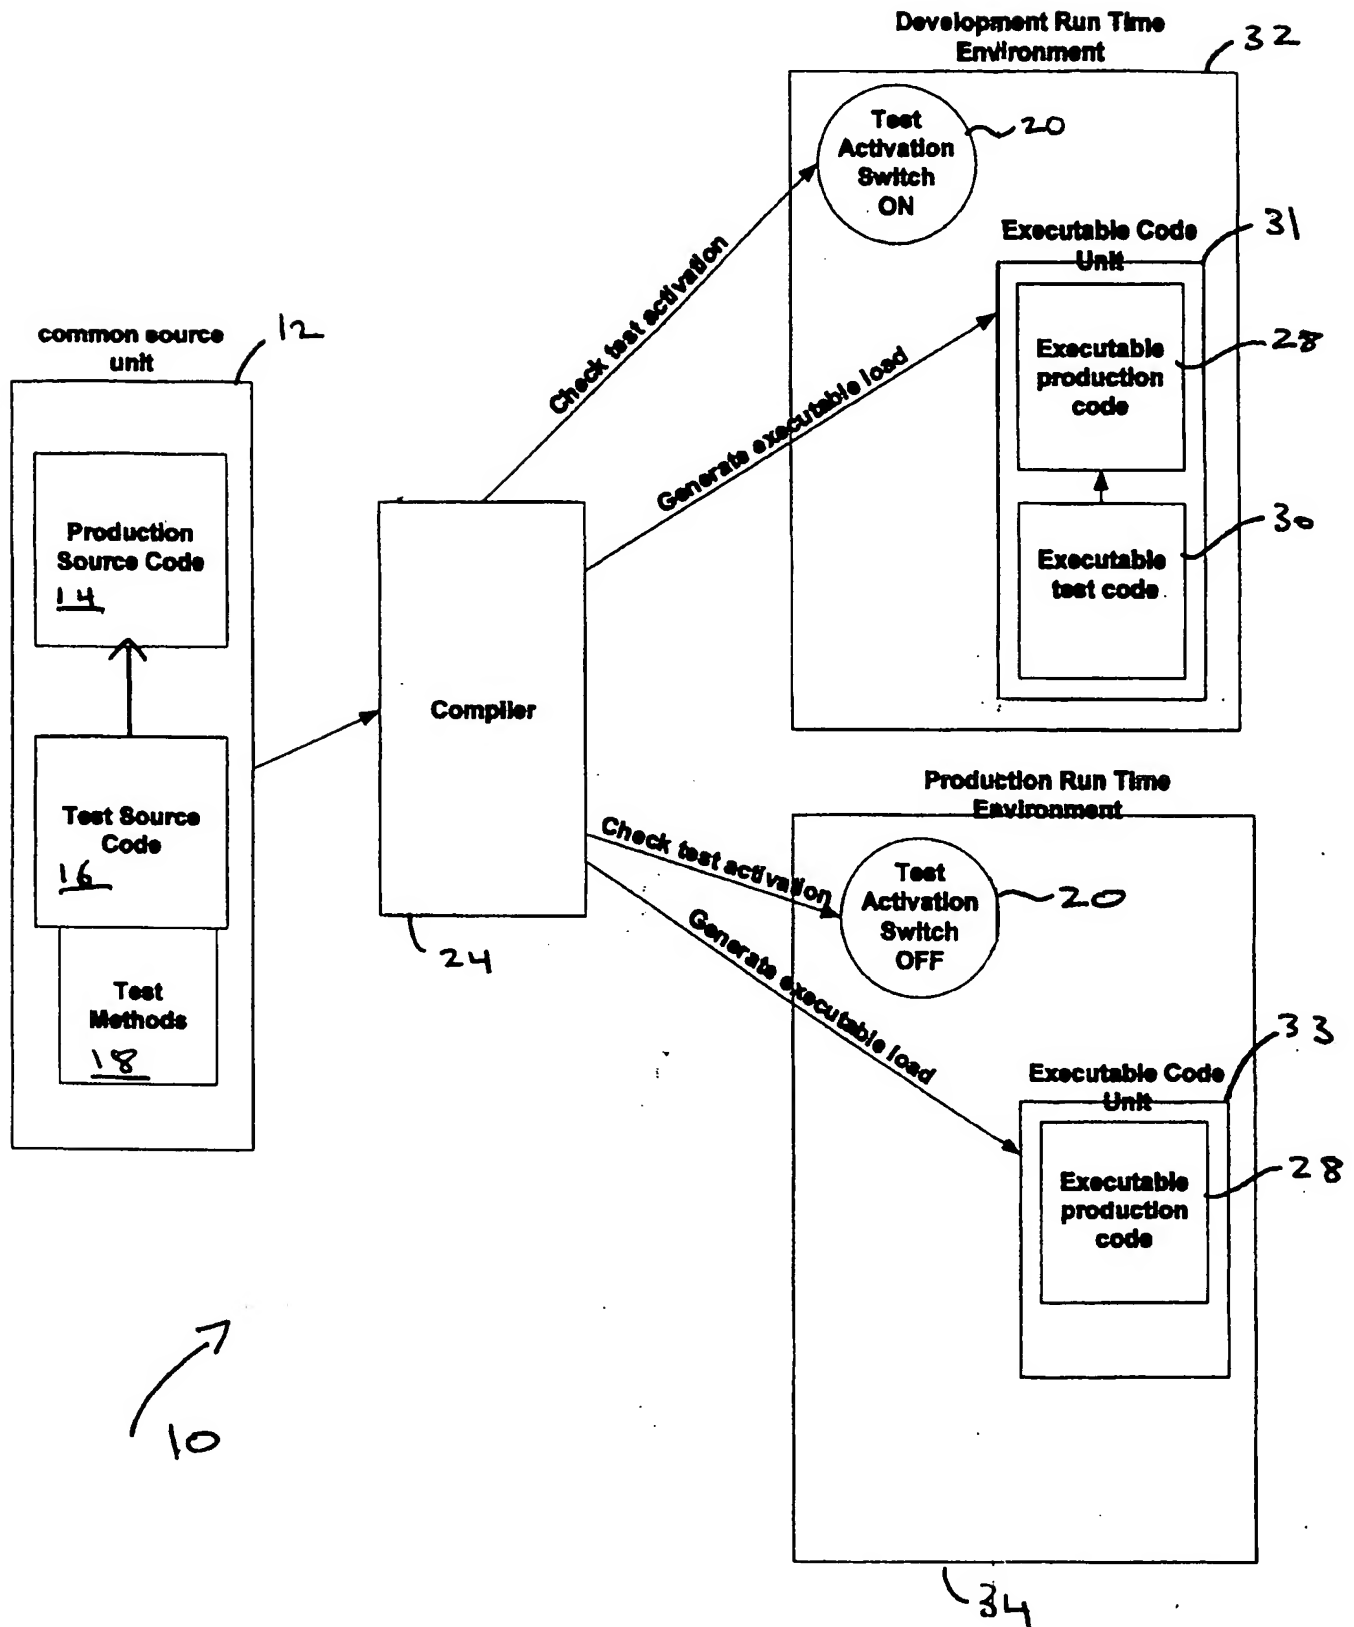 Development Run Time
Environment
32
Test
Activation
Switch
ON
20
Executable Code
Unit
31
Executable
production
code
28
Executable
test code
30
Check test activation
Generate executable load
common source
unit
12
Production
Source Code
14
Test Source
Code
16
Test
Methods
18
Compiler
24
Production Run Time
Environment
Check test activation
Test
Activation
Switch
OFF
20
Generate executable load
33
Executable Code
Unit
Executable
production
code
28
10
34